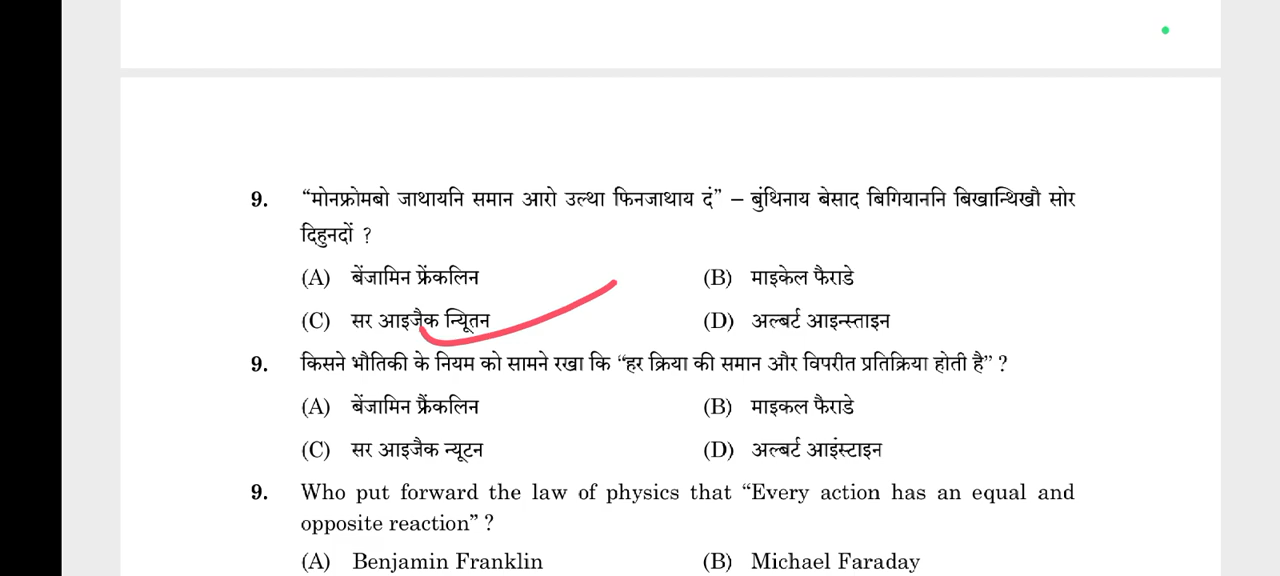 9. “मोनफ्रोमबो जाथायनि समान आरो उल्था फिनजाथाय दं” – बुंथिनाय बेसाद बिगियाननि बिखान्थिखौ सोर
दिहुनदों ?
(A) बेंजामिन फ्रेंकलिन (B) माइकेल फैराडे
(C) सर आइजैक न्यूितन (D) अल्बर्ट आइन्स्ताइन
9. किसने भौतिकी के नियम को सामने रखा कि “हर क्रिया की समान और विपरीत प्रतिक्रिया होती है” ?
(A) बेंजामिन फ्रैंकलिन (B) माइकल फैराडे
(C) सर आइजैक न्यूटन (D) अल्बर्ट आइंस्टाइन
9. Who put forward the law of physics that “Every action has an equal and
opposite reaction” ?
(A) Benjamin Franklin (B) Michael Faraday